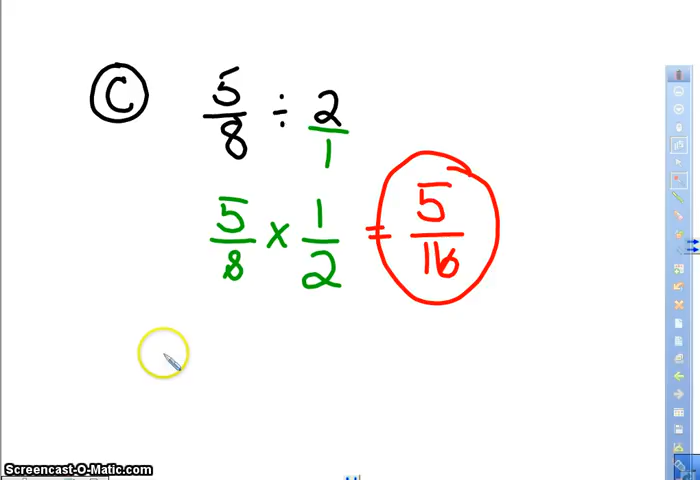 C 5/8 ÷ 2/1
5/8 x 1/2 = 5/16
SCREENCAST-O-MATIC.com